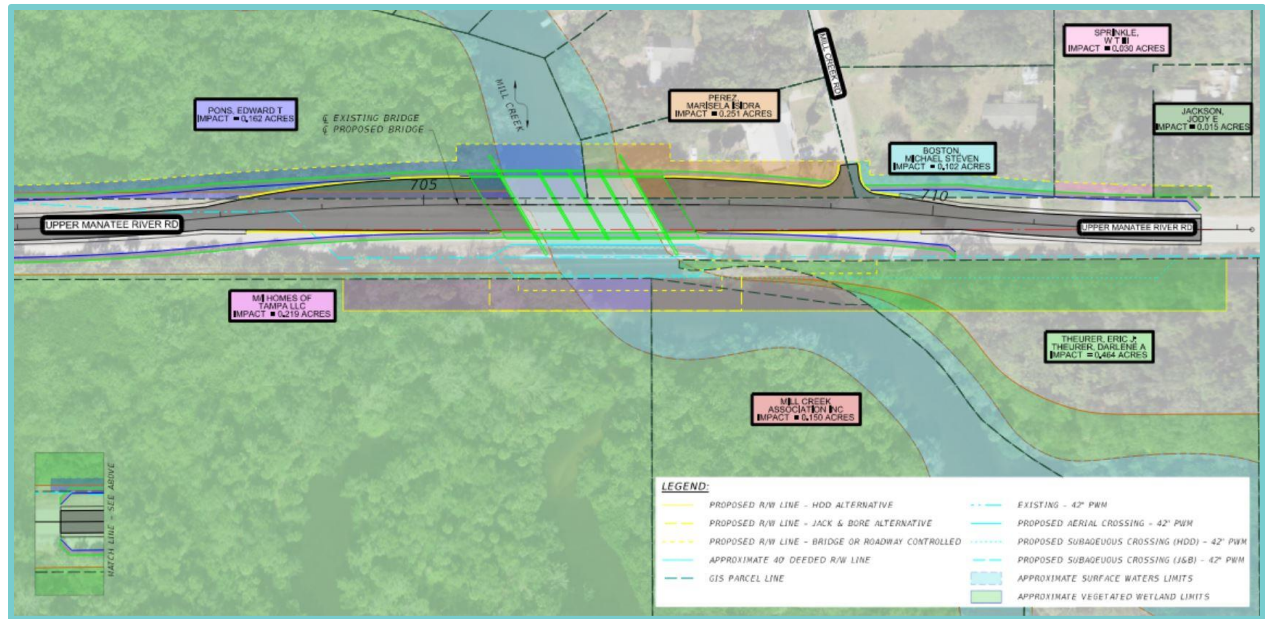 SPRINKLE,
W T III
IMPACT = 0.030 ACRES
MILL CREEK RD
PEREZ,
MARISELA ISIDRA
IMPACT = 0.251 ACRES
PONS, EDWARD T
IMPACT = 0.162 ACRES
MILL CREEK
JACKSON,
JODY E
IMPACT = 0.015 ACRES
℄ EXISTING BRIDGE
℄ PROPOSED BRIDGE
BOSTON,
MICHAEL STEVEN
IMPACT = 0.102 ACRES
705
710
UPPER MANATEE RIVER RD
UPPER MANATEE RIVER RD
M/I HOMES OF
TAMPA LLC
IMPACT = 0.219 ACRES
THEURER, ERIC J;
THEURER, DARLENE A
IMPACT = 0.464 ACRES
MILL CREEK
ASSOCIATION INC
IMPACT = 0.150 ACRES
MATCH LINE - SEE ABOVE
LEGEND:
PROPOSED R/W LINE - HDD ALTERNATIVE
PROPOSED R/W LINE - JACK & BORE ALTERNATIVE
PROPOSED R/W LINE - BRIDGE OR ROADWAY CONTROLLED
APPROXIMATE 40' DEEDED R/W LINE
GIS PARCEL LINE
EXISTING - 42" PWM
PROPOSED AERIAL CROSSING - 42" PWM
PROPOSED SUBAQEUOUS CROSSING (HDD) - 42" PWM
PROPOSED SUBAQEUOUS CROSSING (J&B) - 42" PWM
APPROXIMATE SURFACE WATERS LIMITS
APPROXIMATE VEGETATED WETLAND LIMITS